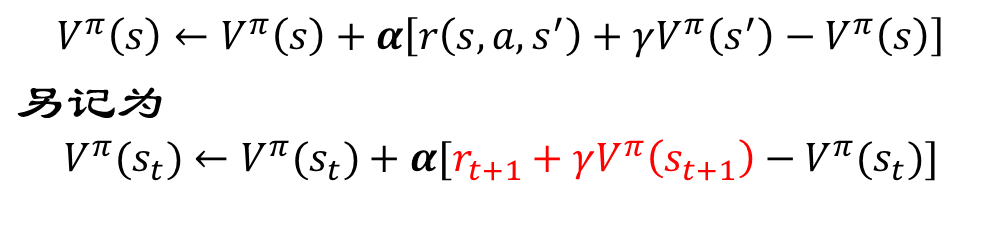 V^π(s) ← V^π(s) + α[r(s, a, s′) + γV^π(s′) − V^π(s)]
另记为
V^π(s_t) ← V^π(s_t) + α[r_{t+1} + γV^π(s_{t+1}) − V^π(s_t)]